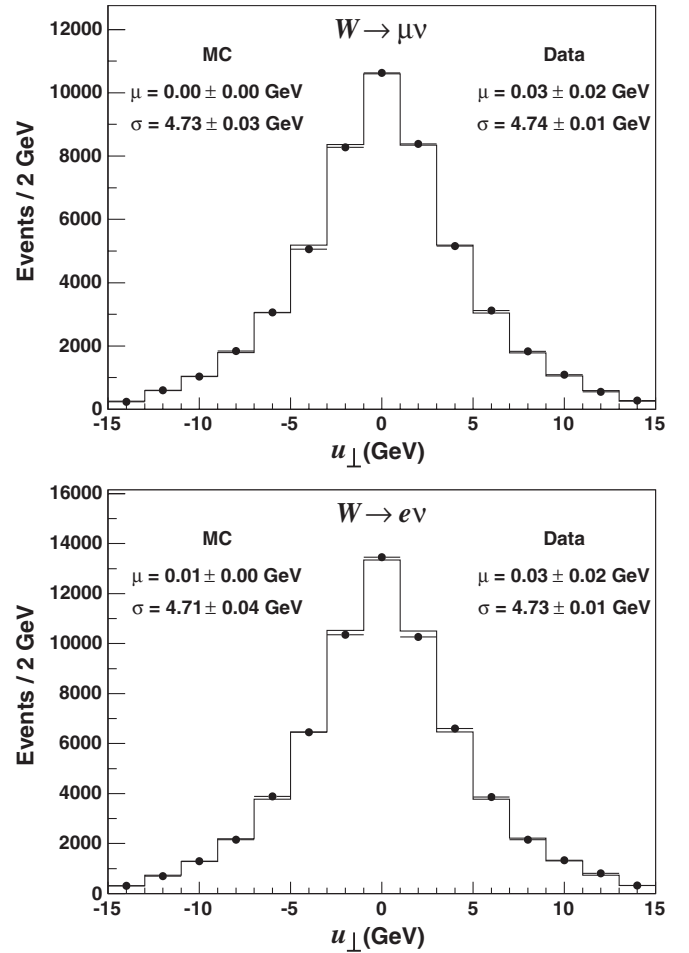 W → μν
MC
μ = 0.00 ± 0.00 GeV
σ = 4.73 ± 0.03 GeV
Data
μ = 0.03 ± 0.02 GeV
σ = 4.74 ± 0.01 GeV
Events / 2 GeV
12000
10000
8000
6000
4000
2000
0
-15 -10 -5 0 5 10 15
u⊥(GeV)
W → eν
MC
μ = 0.01 ± 0.00 GeV
σ = 4.71 ± 0.04 GeV
Data
μ = 0.03 ± 0.02 GeV
σ = 4.73 ± 0.01 GeV
Events / 2 GeV
16000
14000
12000
10000
8000
6000
4000
2000
0
-15 -10 -5 0 5 10 15
u⊥(GeV)